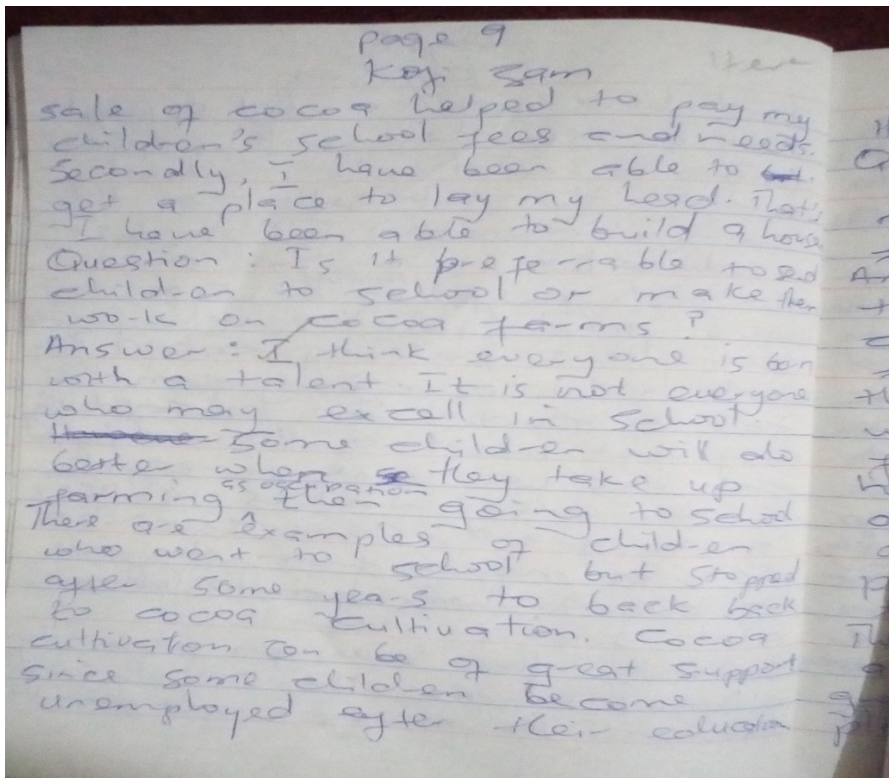 page 9
Kofi Sam
sale of cocoa helped to pay my
children's school fees and needs.
Secondly, I have been able to
get a place to lay my head. That's
I have been able to build a house
Question: Is it preferrable to send
children to school or make them
work on cocoa farms?
Answer: I think everyone is born
with a talent. It is not everyone
who may excell in school.
Some children will do
better when they take up
farming as occupation then going to school
There are examples of children
who went to school but stopped
after some years to back back
to cocoa cultivation. Cocoa
cultivation can be of great support
since some children become
unemployed after their education